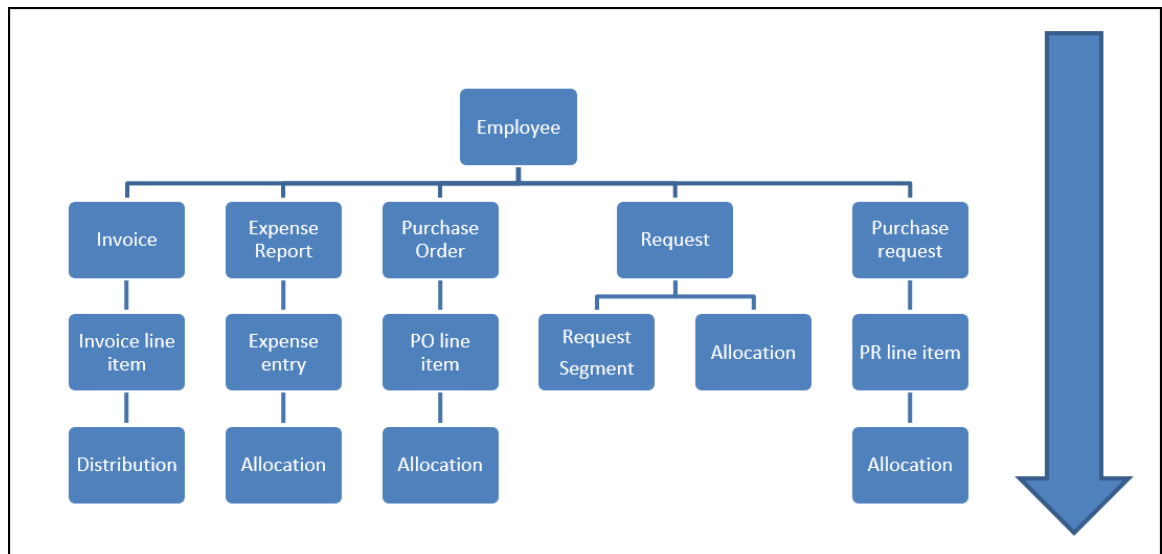 Employee
Invoice
Expense
Report
Purchase
Order
Request
Purchase
request
Invoice line
item
Expense
entry
PO line
item
Request
Segment
Allocation
PR line item
Distribution
Allocation
Allocation
Allocation